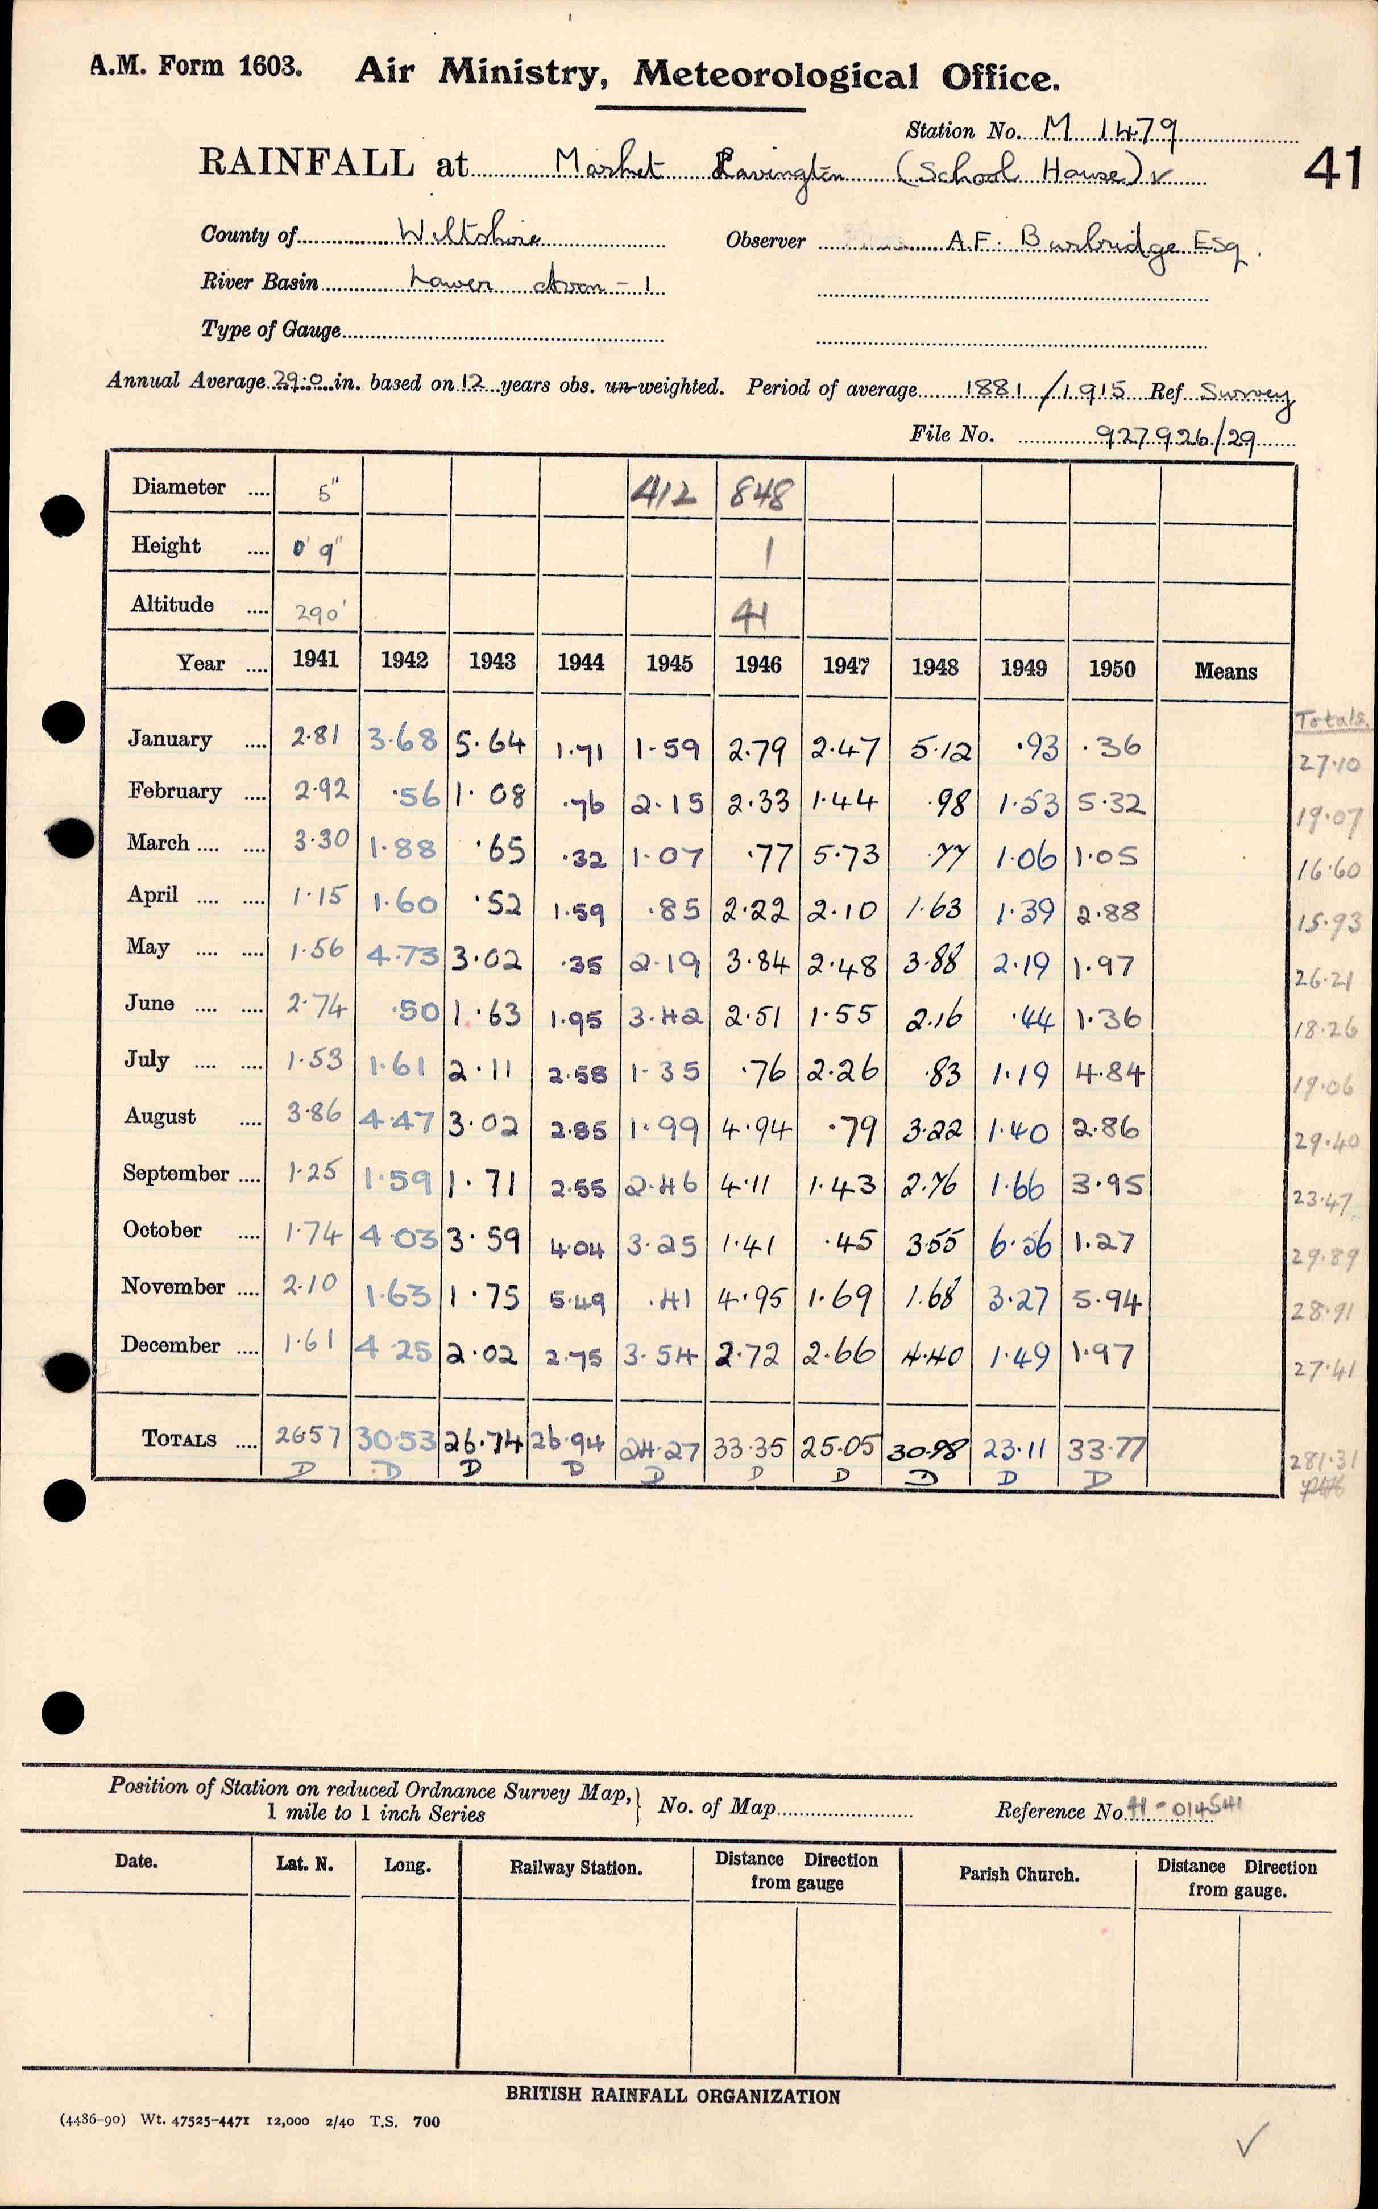 A.M. Form 1603. Air Ministry, Meteorological Office.
Station No. M 1479
RAINFALL at Market Lavington (School House) ✓ 41
County of Wiltshire Observer A.F. Burbridge Esq.
River Basin Lower Avon - 1
Type of Gauge
Annual Average 29.0 in. based on 12 years obs. un-weighted. Period of average 1881/1915 Ref Survey
File No. 927926/29
Diameter .... 5" 412 848
Height .... 0' 9" 1
Altitude .... 290' 41
Year .... 1941 1942 1943 1944 1945 1946 1947 1948 1949 1950 Means
Totals.
January .... 2.81 3.68 5.64 1.71 1.59 2.79 2.47 5.12 .93 .36 27.10
February .... 2.92 .56 1.08 .76 2.15 2.33 1.44 .98 1.53 5.32 19.07
March .... .... 3.30 1.88 .65 .32 1.07 .77 5.73 .77 1.06 1.05 16.60
April .... .... 1.15 1.60 .52 1.59 .85 2.22 2.10 1.63 1.39 2.88 15.93
May .... .... 1.56 4.73 3.02 .35 2.19 3.84 2.48 3.88 2.19 1.97 26.21
June .... .... 2.74 .50 1.63 1.95 3.42 2.51 1.55 2.16 .44 1.36 18.26
July .... .... 1.53 1.61 2.11 2.58 1.35 .76 2.26 .83 1.19 4.84 19.06
August .... 3.86 4.47 3.02 2.85 1.99 4.94 .79 3.22 1.40 2.86 29.40
September .... 1.25 1.59 1.71 2.55 2.46 4.11 1.43 2.76 1.66 3.95 23.47
October .... 1.74 4.03 3.59 4.04 3.25 1.41 .45 3.55 6.56 1.27 29.89
November .... 2.10 1.63 1.75 5.49 .41 4.95 1.69 1.68 3.27 5.94 28.91
December .... 1.61 4.25 2.02 2.75 3.54 2.72 2.66 4.40 1.49 1.97 27.41
TOTALS .... 26.57 30.53 26.74 26.94 24.27 33.35 25.05 30.98 23.11 33.77 281.31
D D D D D D D D D D
Position of Station on reduced Ordnance Survey Map, 1 mile to 1 inch Series } No. of Map Reference No. 41-014541
Date. Lat. N. Long. Railway Station. Distance Direction from gauge Parish Church. Distance Direction from gauge.
BRITISH RAINFALL ORGANIZATION
(4486-90) Wt. 47525-4471 12,000 2/40 T.S. 700
✓